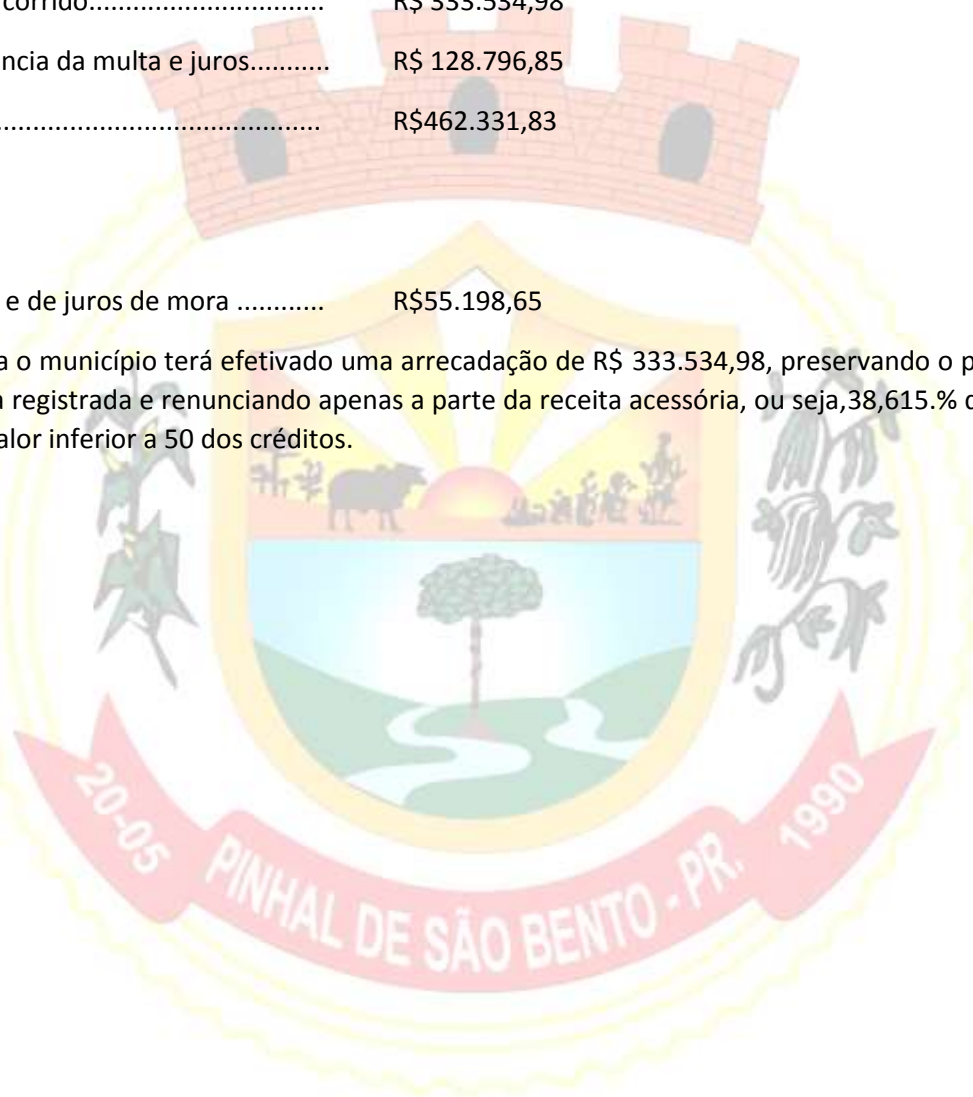 corrido............................... R$ 333.534,98
ncia da multa e juros........... R$ 128.796,85
............................................ R$462.331,83
e de juros de mora ............ R$55.198,65
a o município terá efetivado uma arrecadação de R$ 333.534,98, preservando o p
registrada e renunciando apenas a parte da receita acessória, ou seja,38,615.%
alor inferior a 50 dos créditos.
20-05 PINHAL DE SÃO BENTO - PR. 1990